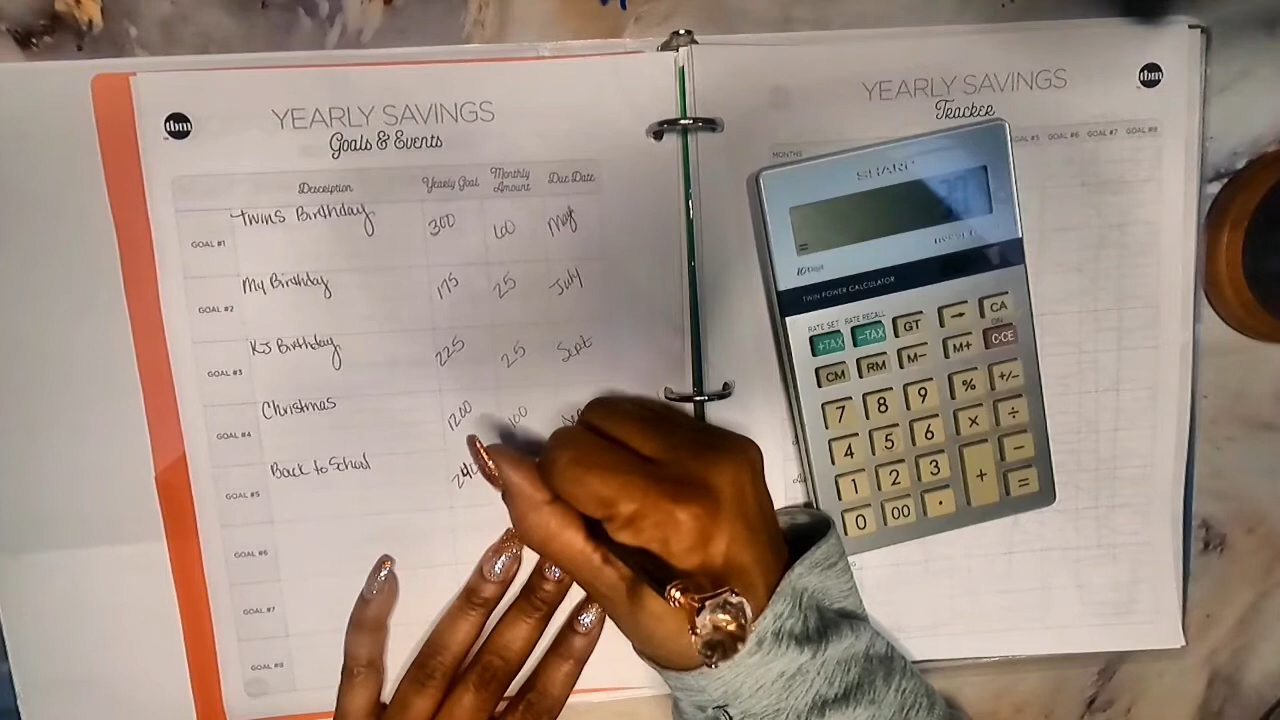 tbm
YEARLY SAVINGS
Goals & Events
Description Yearly Goal Monthly Amount Due Date
GOAL #1 Twins Birthday 300 60 May
GOAL #2 My Birthday 175 25 July
GOAL #3 KJ Birthday 225 25 Sept
GOAL #4 Christmas 1200 100
GOAL #5 Back to School 240
GOAL #6
GOAL #7
GOAL #8
YEARLY SAVINGS
Tracker
tbm
MONTHS GOAL #5 GOAL #6 GOAL #7 GOAL #8
SHARP
=
10 Digit
TWIN POWER CALCULATOR
RATE SET RATE RECALL
+TAX -TAX GT → CA
ON
CM RM M- M+ C·CE
7 8 9 % +/-
4 5 6 × ÷
1 2 3 + -
0 00 · =